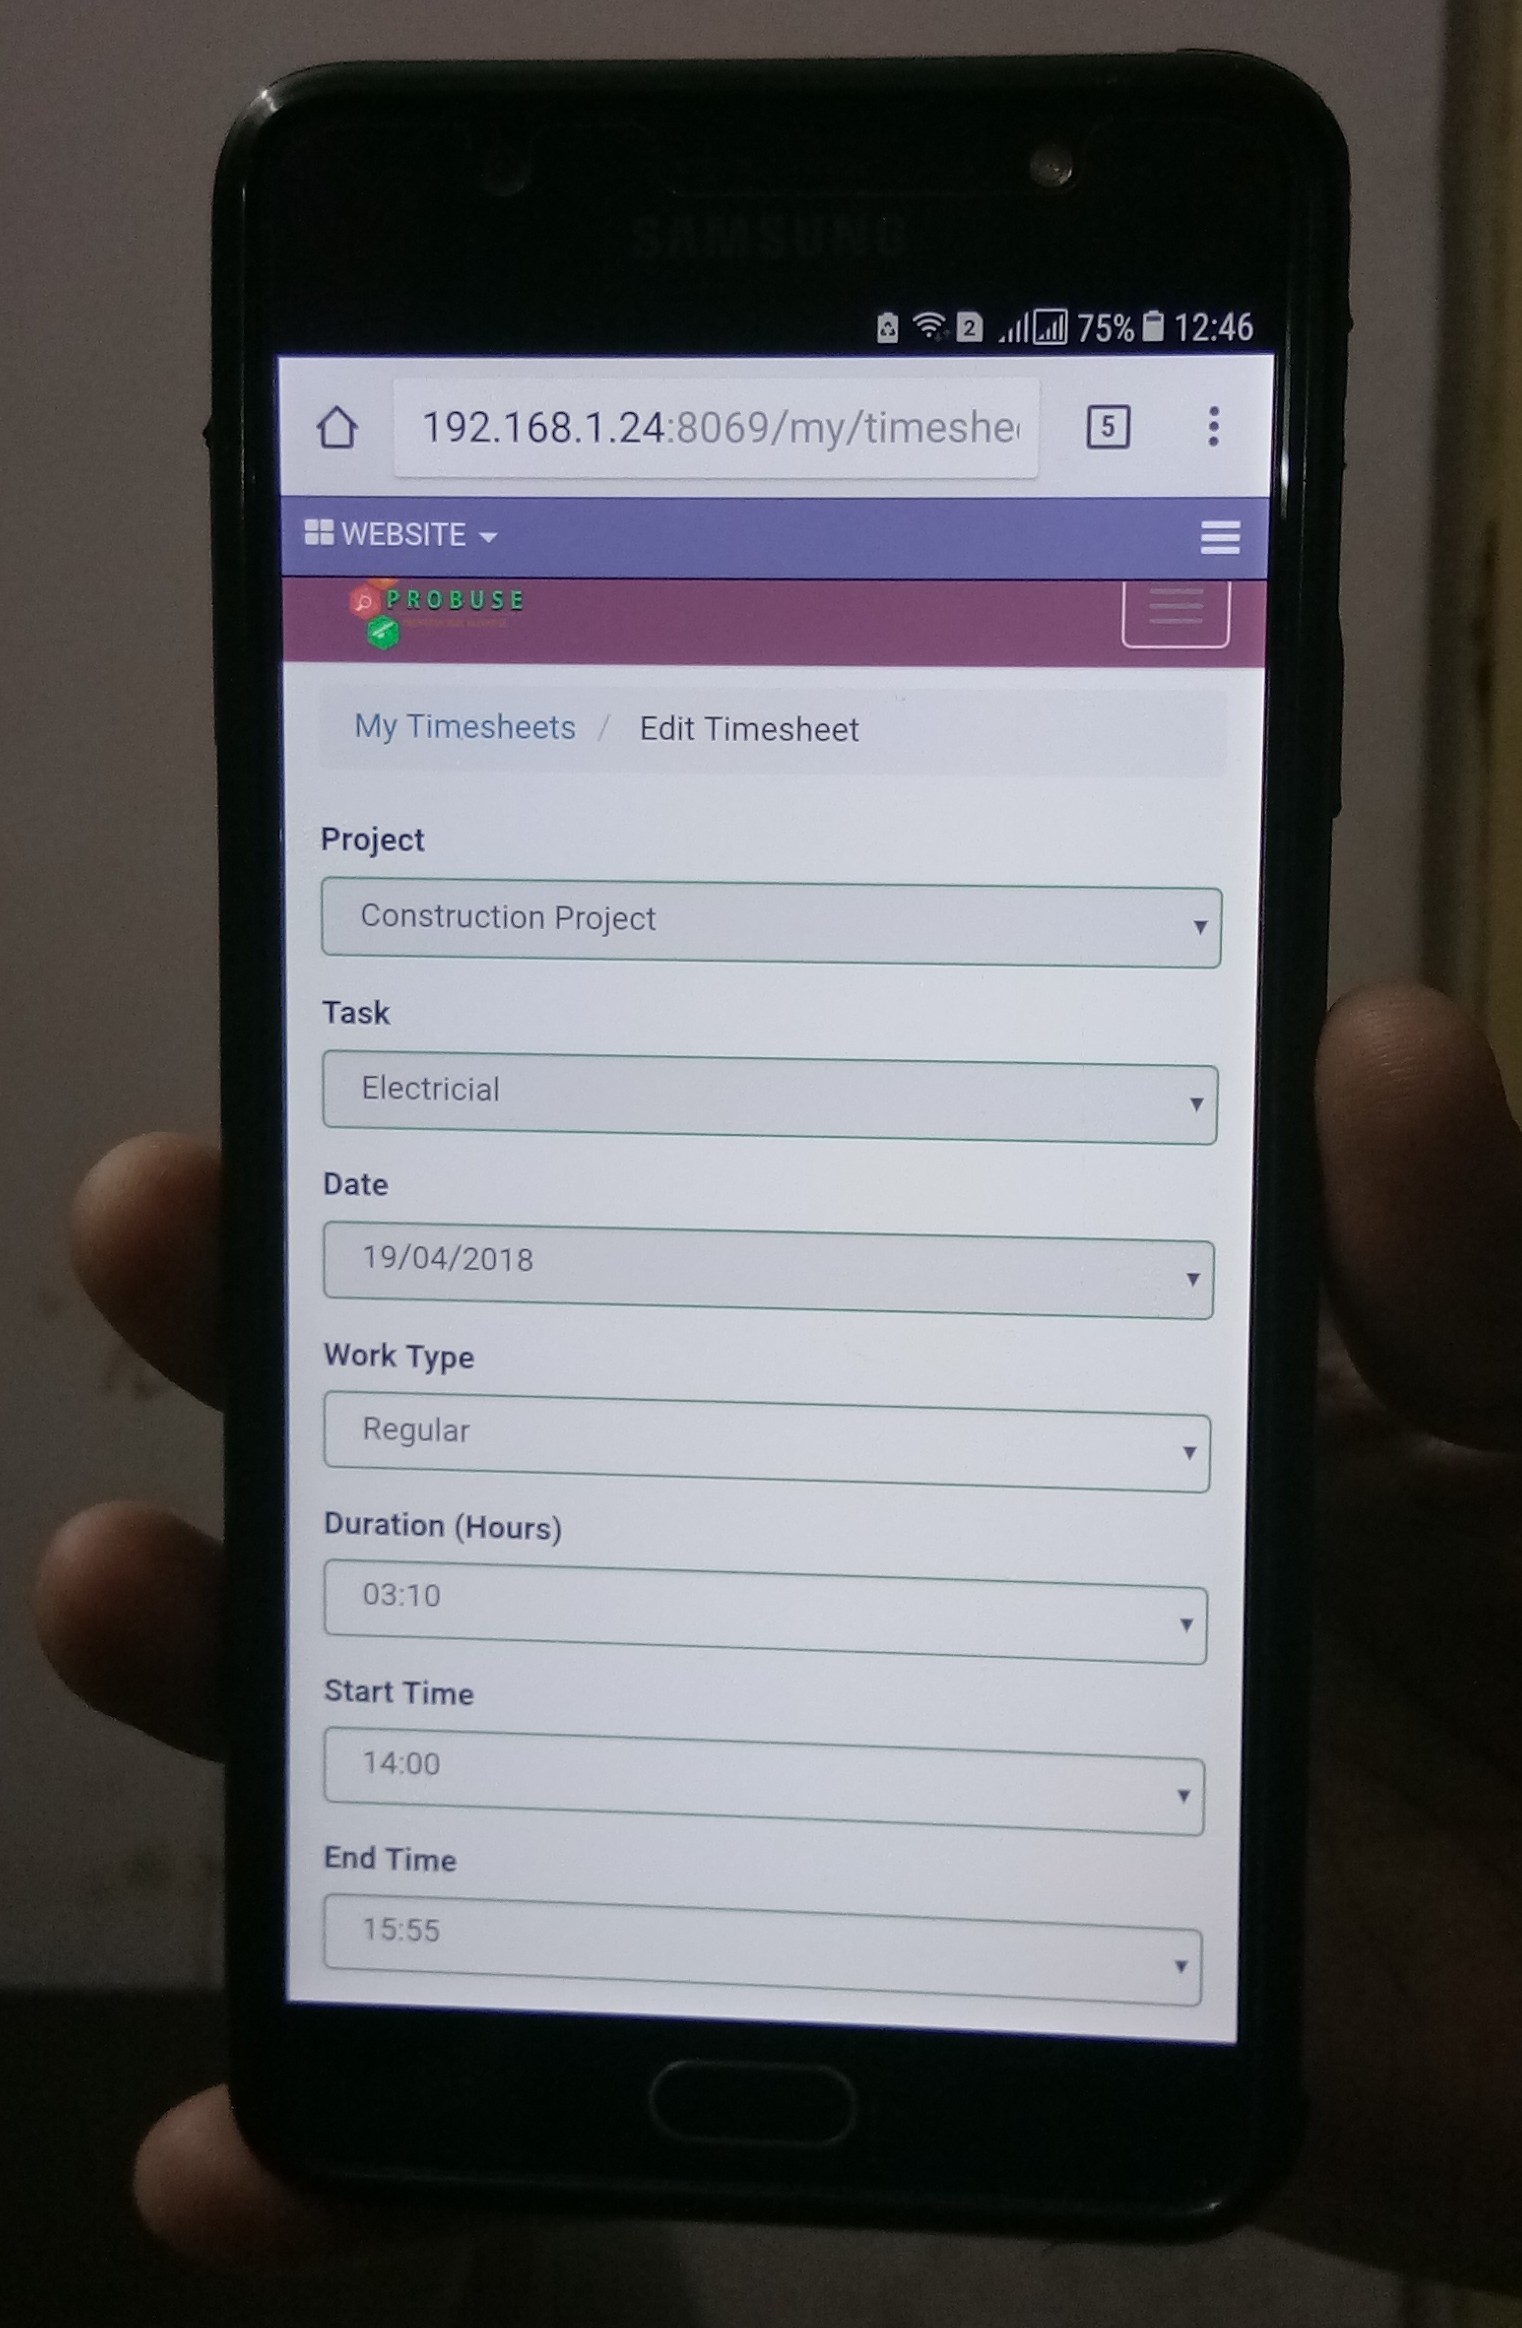 SAMSUNG
2 75% 12:46
192.168.1.24:8069/my/timeshe
5
WEBSITE
PROBUSE
My Timesheets / Edit Timesheet
Project
Construction Project
Task
Electricial
Date
19/04/2018
Work Type
Regular
Duration (Hours)
03:10
Start Time
14:00
End Time
15:55